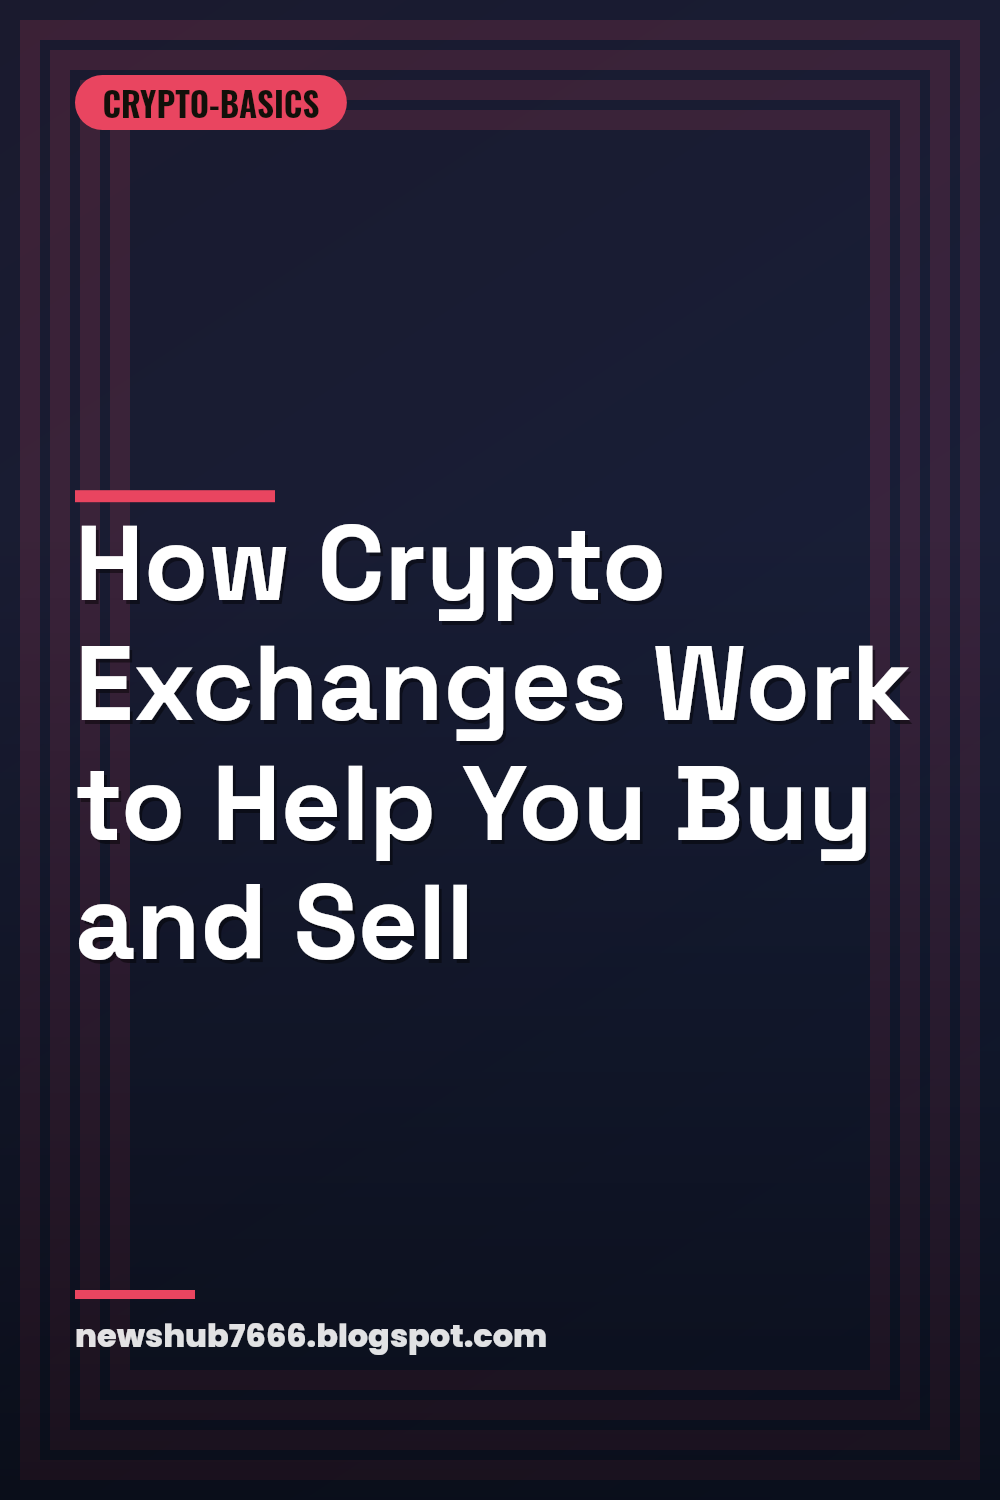 CRYPTO-BASICS
How Crypto
Exchanges Work
to Help You Buy
and Sell
newshub7666.blogspot.com